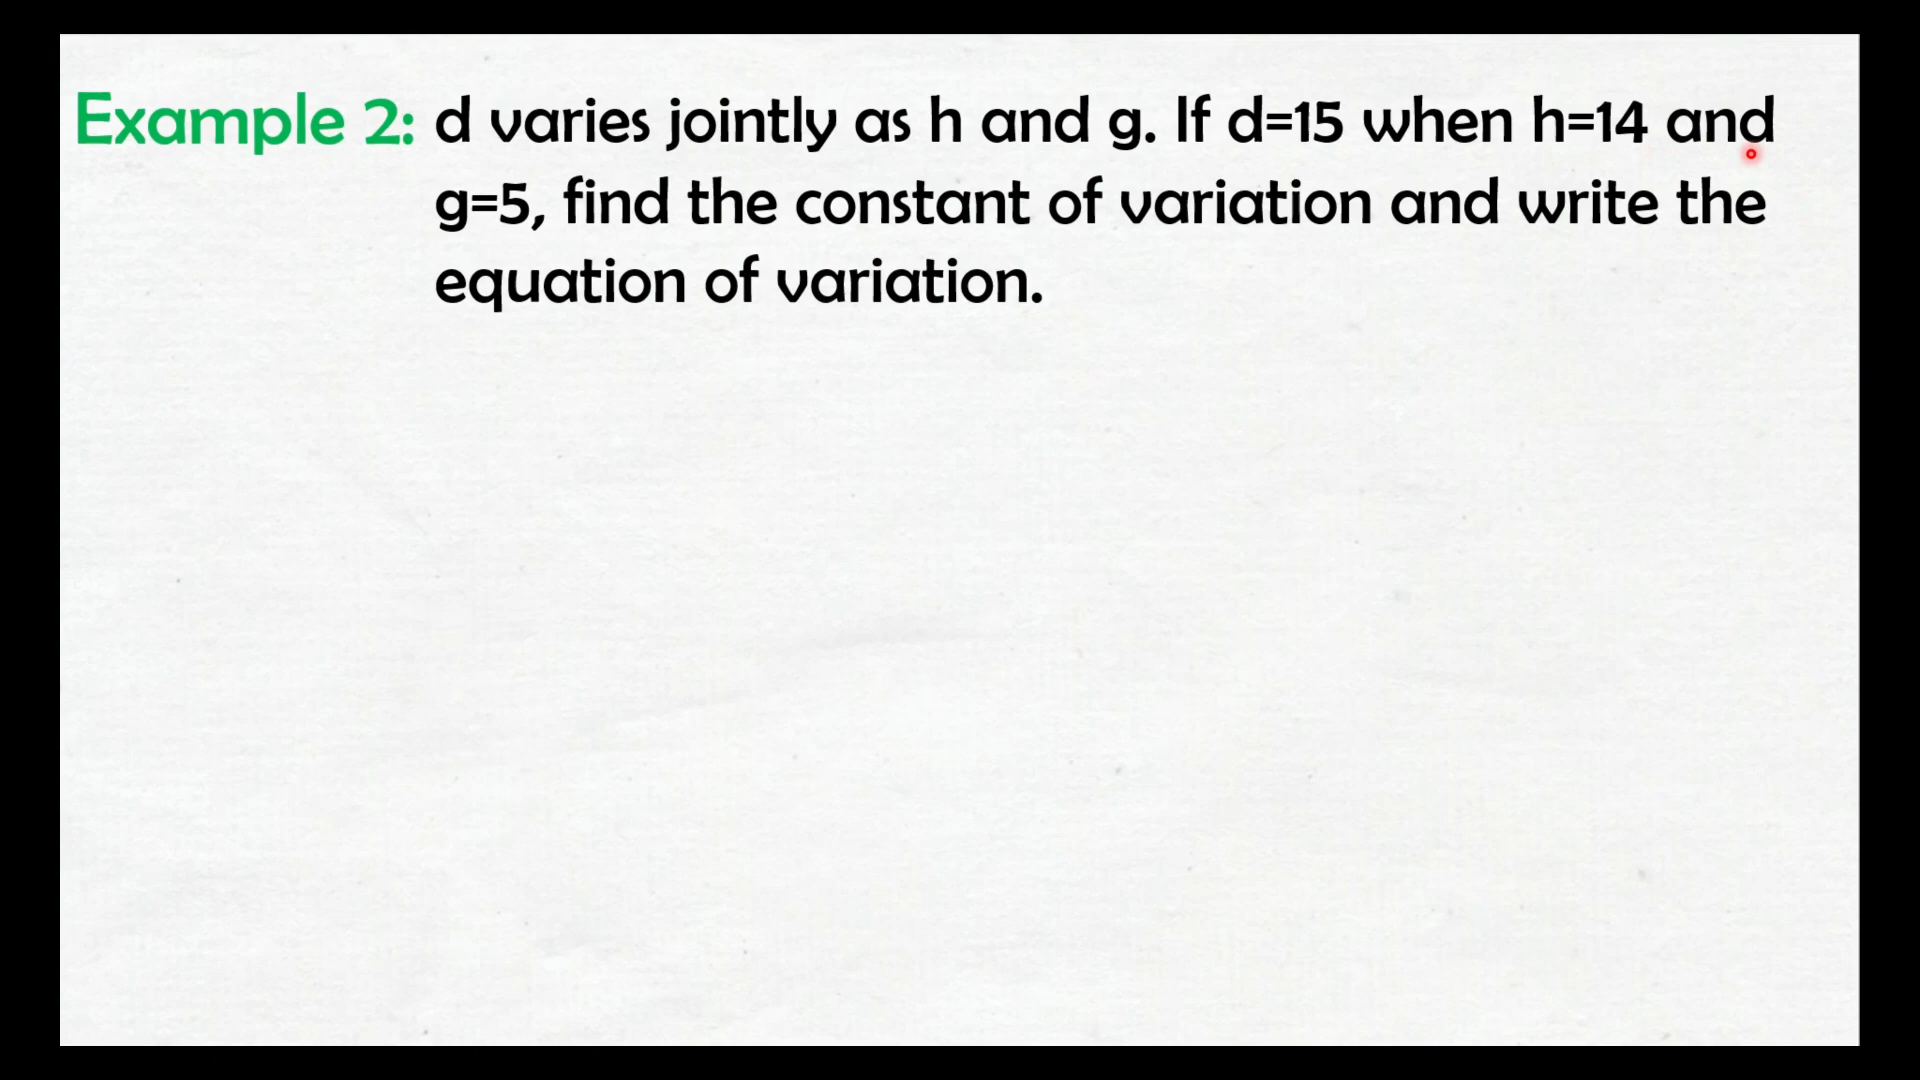 Example 2: d varies jointly as h and g. If d=15 when h=14 and
g=5, find the constant of variation and write the
equation of variation.